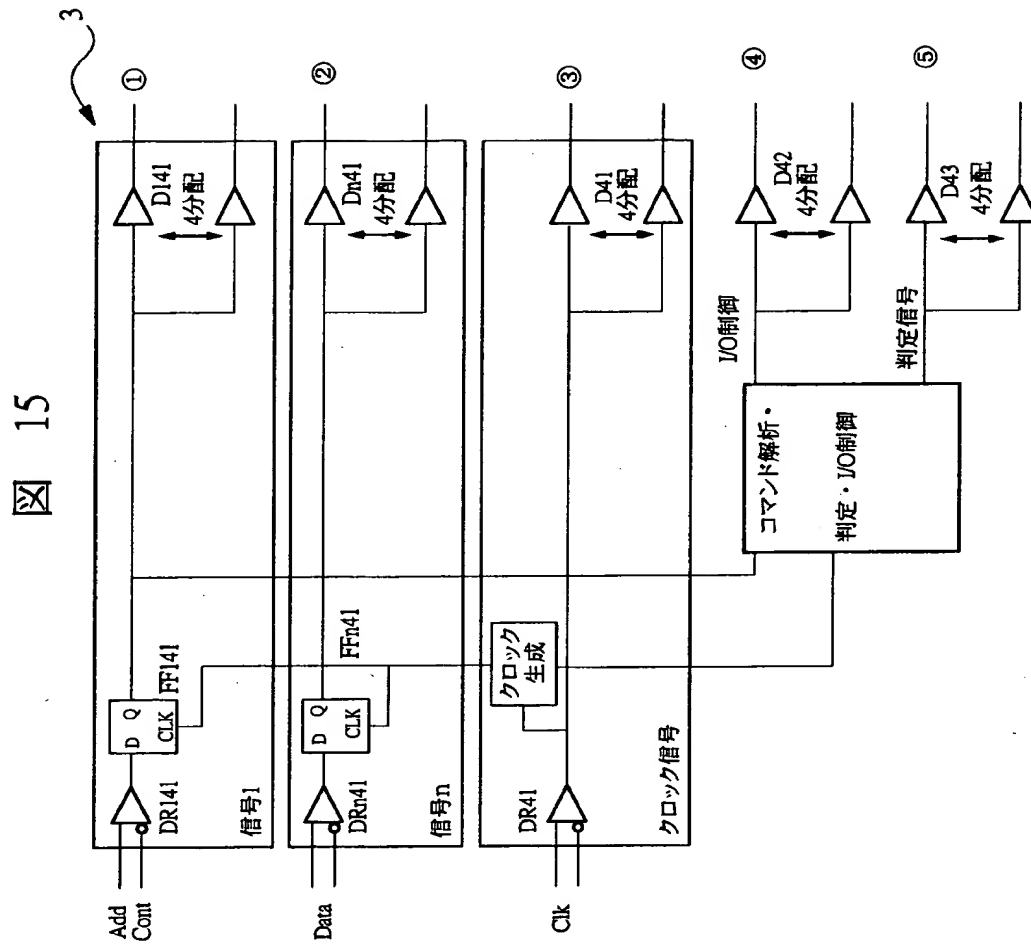 図 15
3
Add
Cont
DR141
D Q
CLK
FF141
信号1
D141
4分配
①
Data
DRn41
D Q
CLK
FFn41
信号n
Dn41
4分配
②
Clk
DR41
クロック
生成
クロック信号
D41
4分配
③
コマンド解析・
判定・I/O制御
I/O制御
D42
4分配
④
判定信号
D43
4分配
⑤